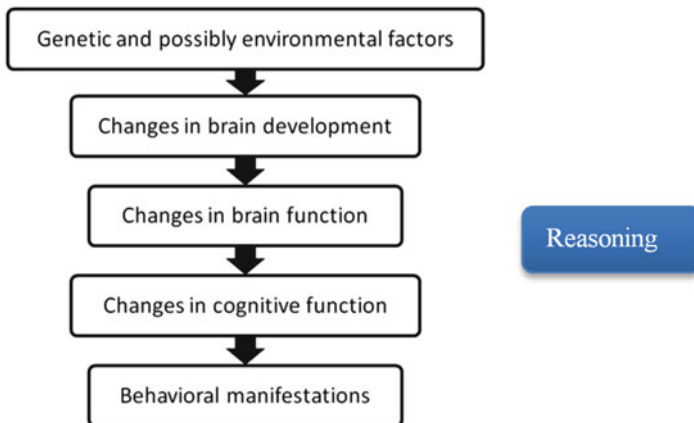 Genetic and possibly environmental factors
Changes in brain development
Changes in brain function
Reasoning
Changes in cognitive function
Behavioral manifestations